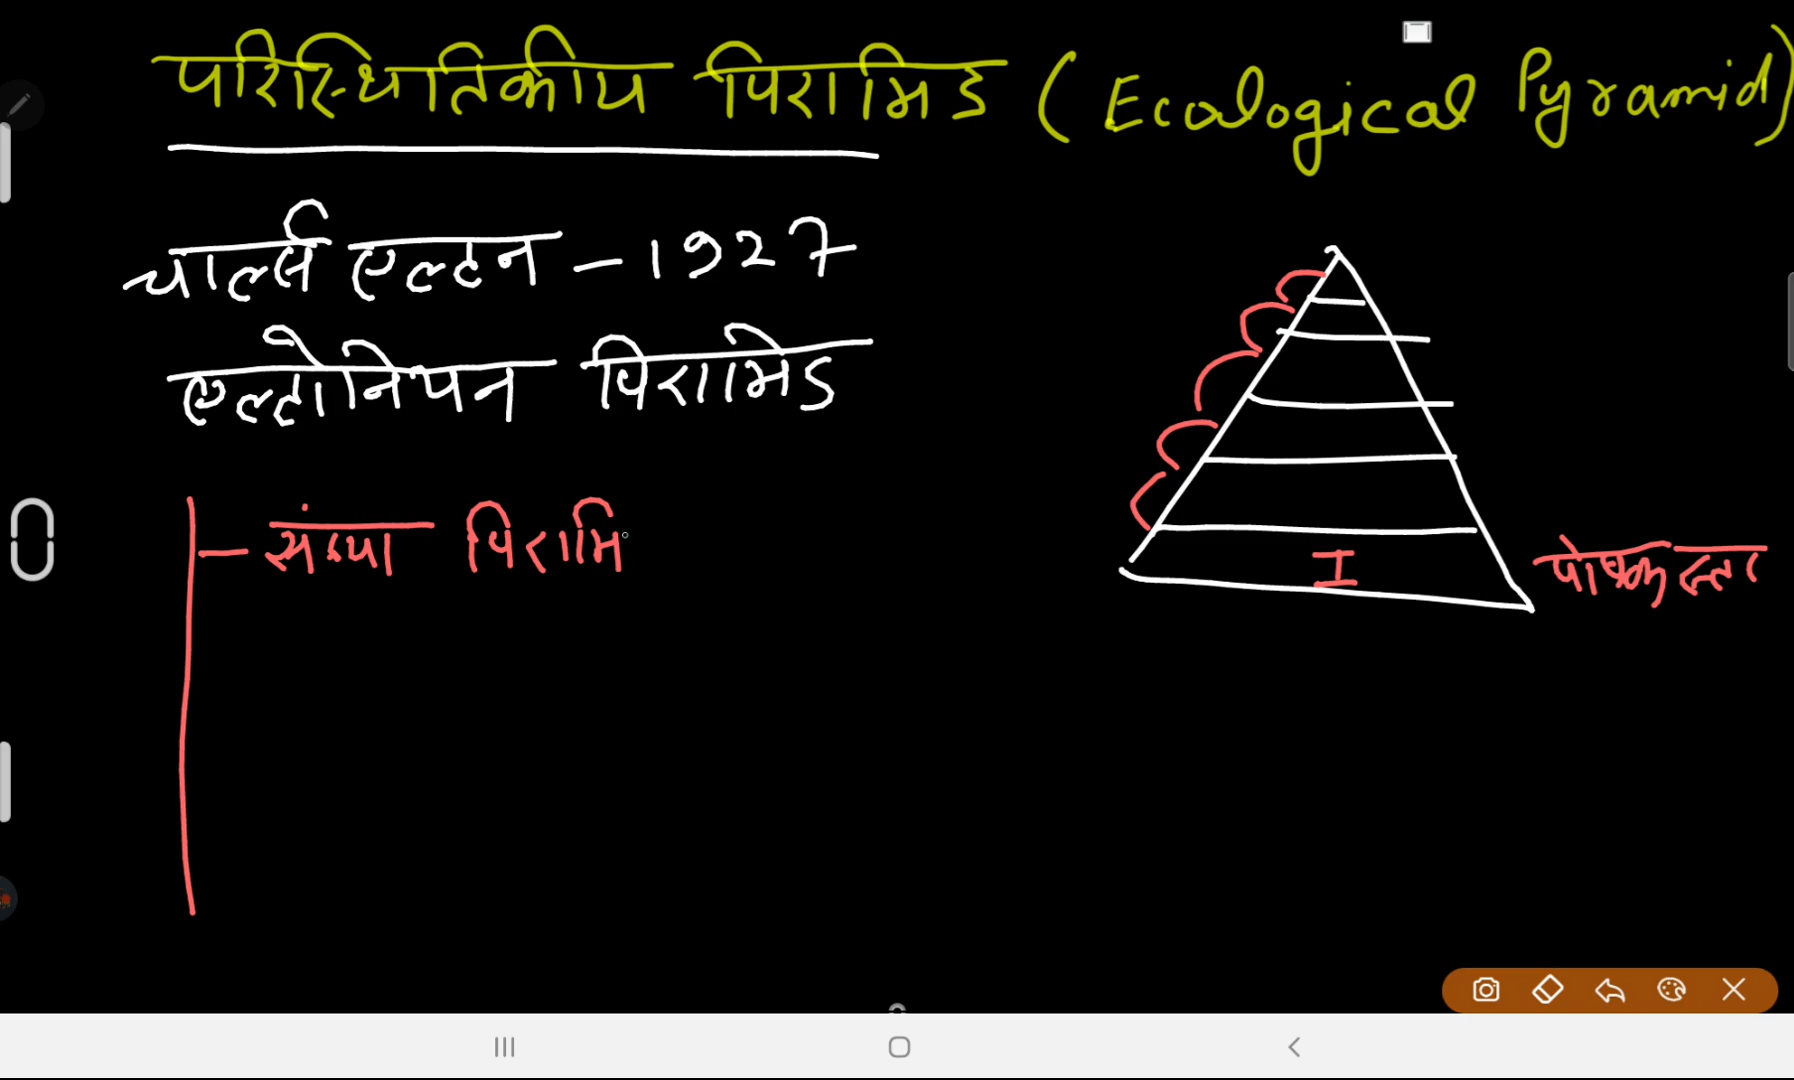 परिस्थितिकीय पिरामिड (Ecological Pyramid)
चार्ल्स एल्टन - 1927
एल्टोनियन पिरामिड
- संख्या पिरामि
I
पोषक स्तर